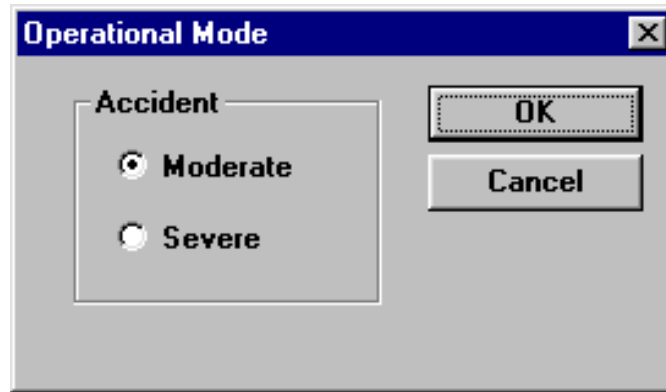 Operational Mode
Accident
Moderate
Severe
OK
Cancel